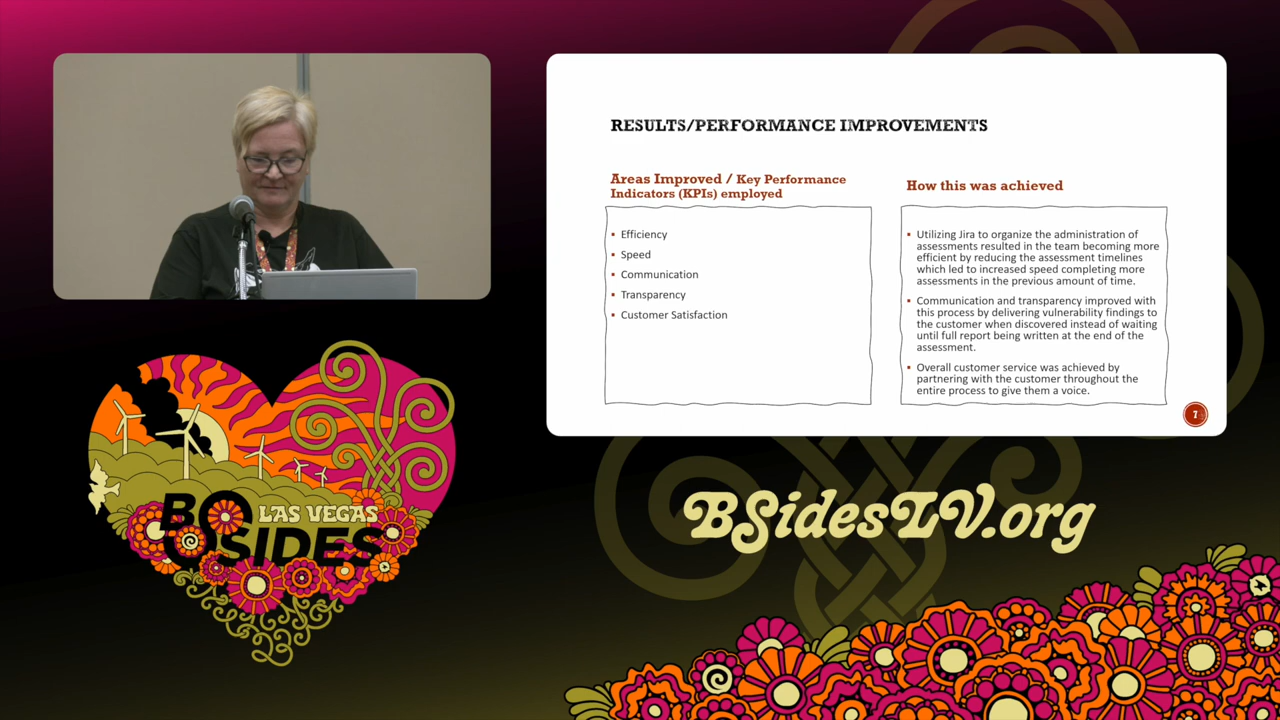 RESULTS/PERFORMANCE IMPROVEMENTS
Areas Improved / Key Performance
Indicators (KPIs) employed
Efficiency
Speed
Communication
Transparency
Customer Satisfaction
How this was achieved
Utilizing Jira to organize the administration of
assessments resulted in the team becoming more
efficient by reducing the assessment timelines
which led to increased speed completing more
assessments in the previous amount of time.
Communication and transparency improved with
this process by delivering vulnerability findings to
the customer when discovered instead of waiting
until full report being written at the end of the
assessment.
Overall customer service was achieved by
partnering with the customer throughout the
entire process to give them a voice.
7
BSIDES
LAS VEGAS
23
BSidesLV.org